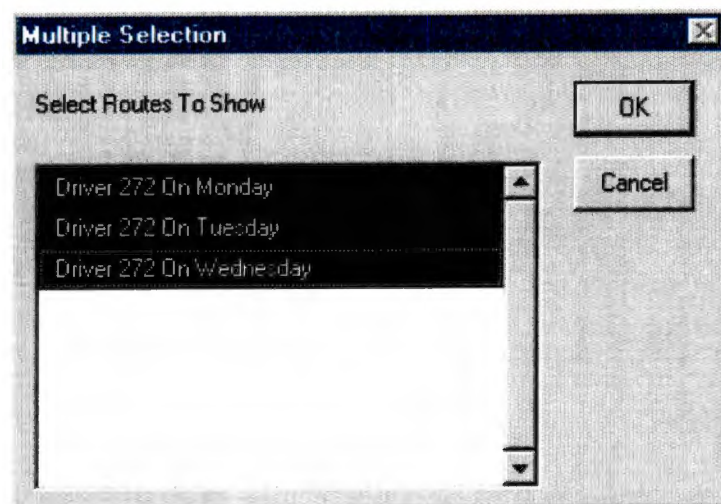 Multiple Selection
Select Routes To Show
OK
Cancel
Driver 272 On Monday
Driver 272 On Tuesday
Driver 272 On Wednesday